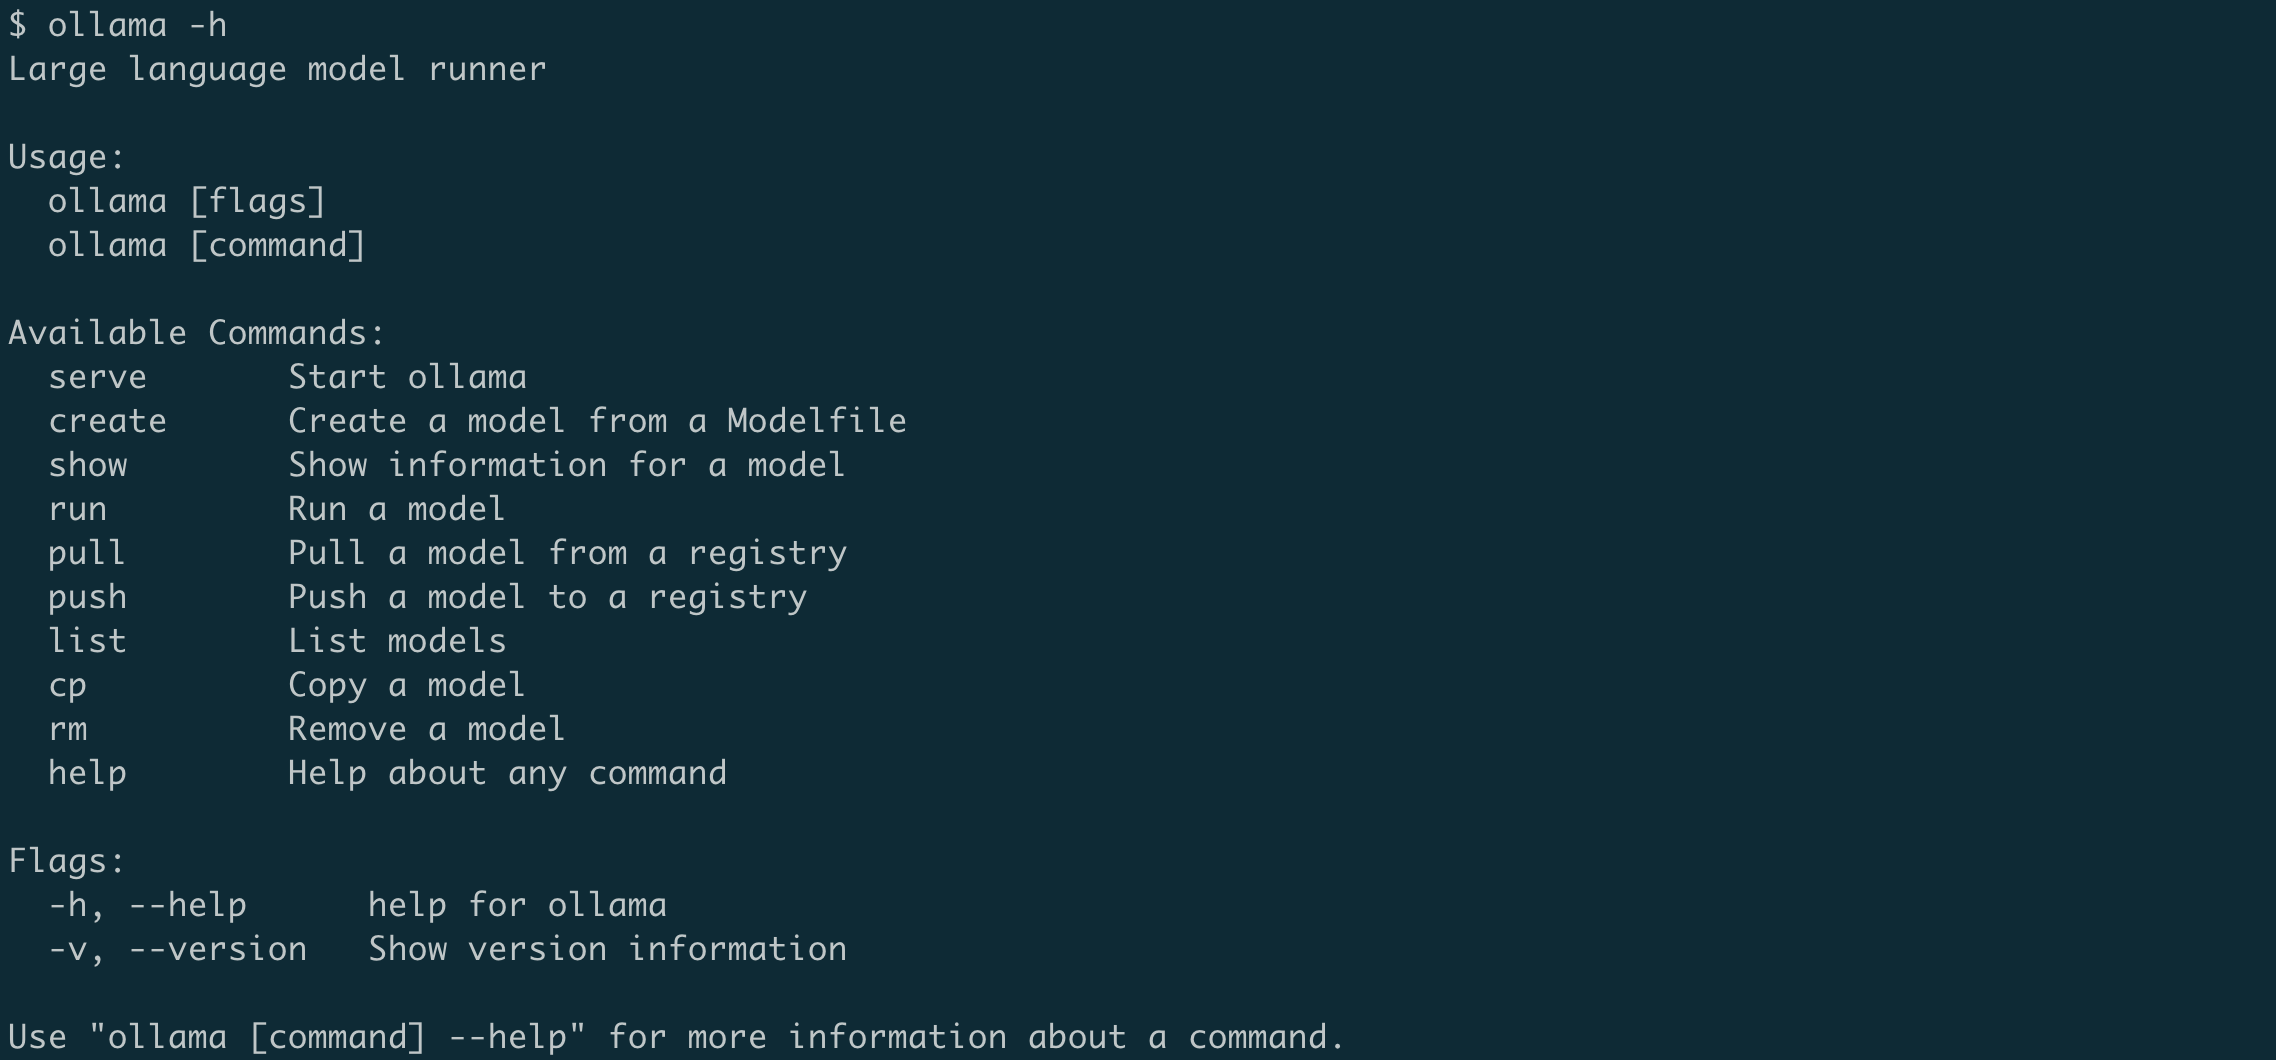 $ ollama -h
Large language model runner

Usage:
  ollama [flags]
  ollama [command]

Available Commands:
  serve       Start ollama
  create      Create a model from a Modelfile
  show        Show information for a model
  run         Run a model
  pull        Pull a model from a registry
  push        Push a model to a registry
  list        List models
  cp          Copy a model
  rm          Remove a model
  help        Help about any command

Flags:
  -h, --help      help for ollama
  -v, --version   Show version information

Use "ollama [command] --help" for more information about a command.